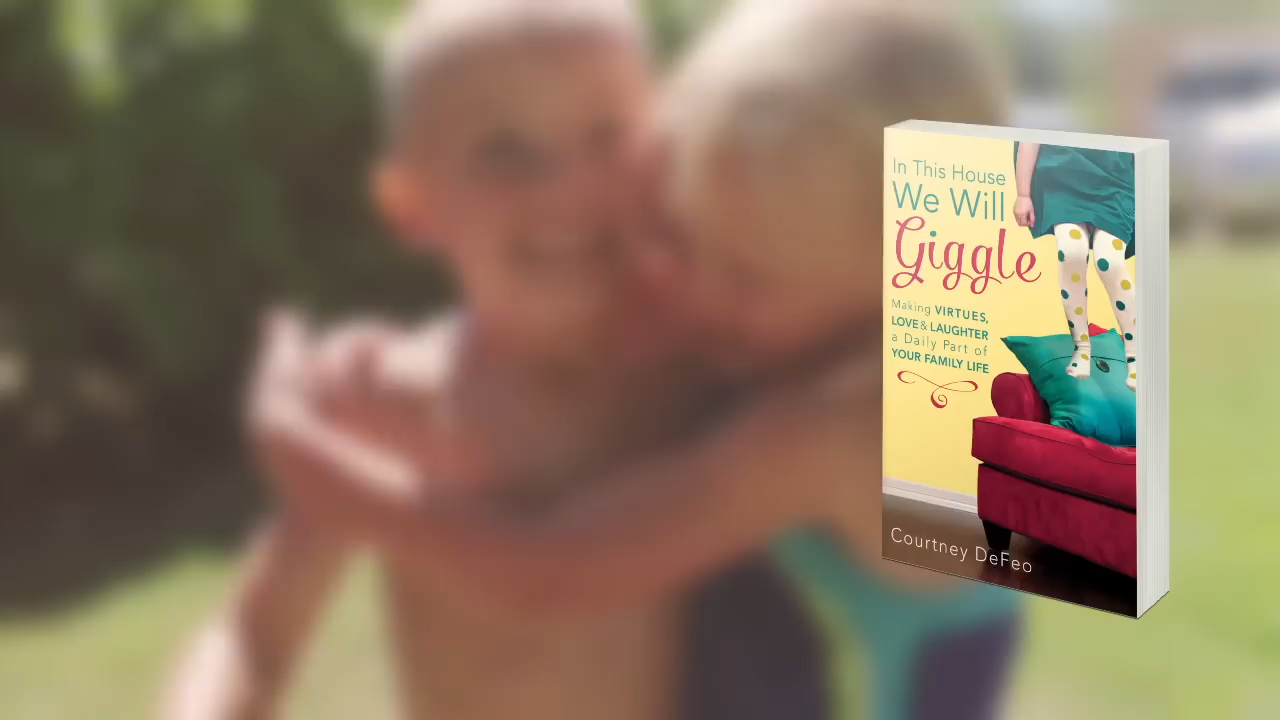 In This House
We Will
Giggle
Making VIRTUES,
LOVE & LAUGHTER
a Daily Part of
YOUR FAMILY LIFE
Courtney DeFeo